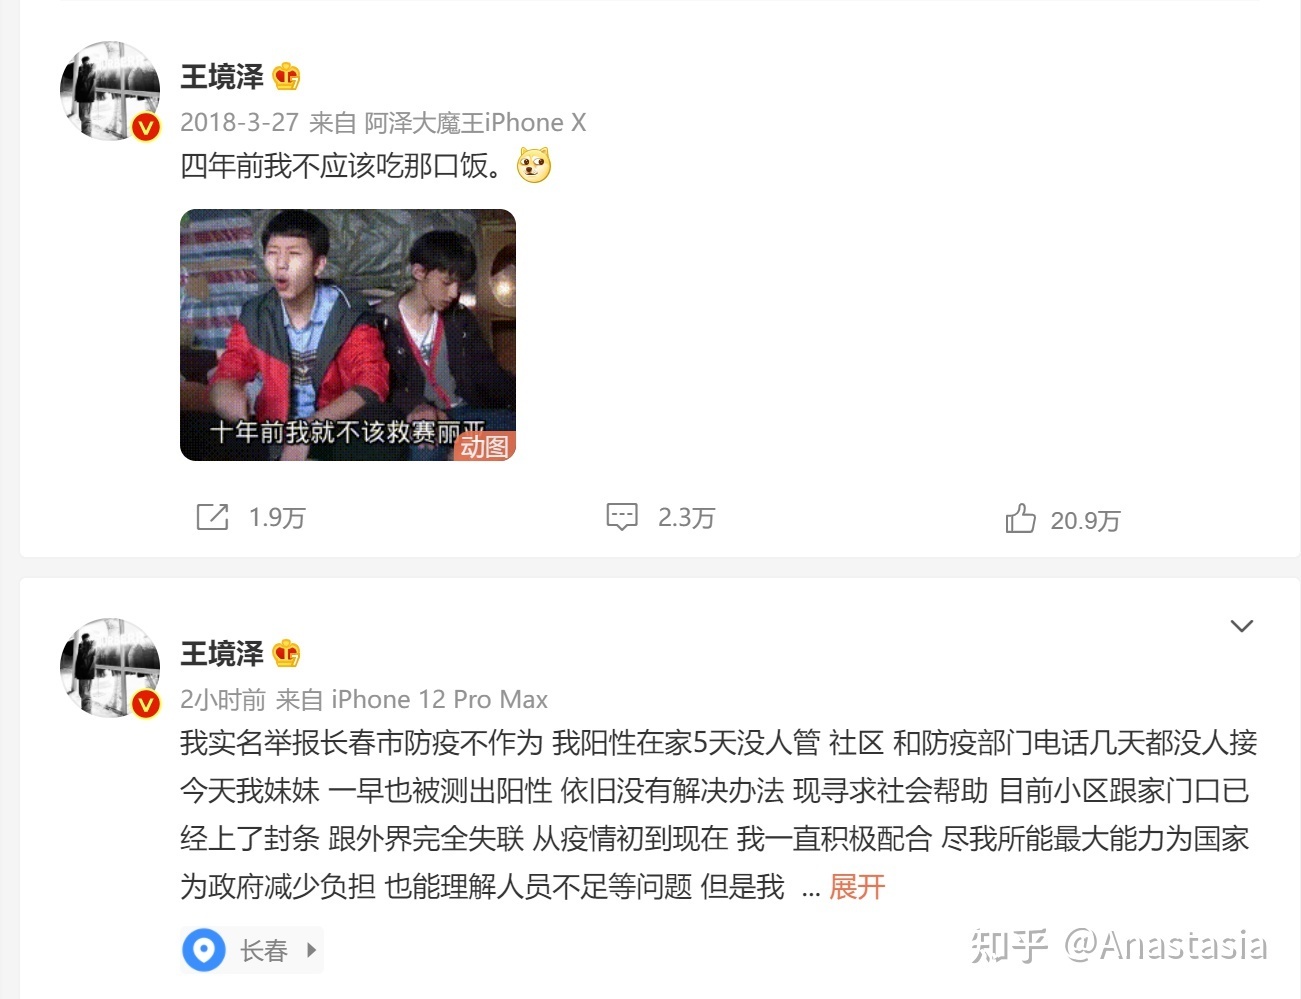 王境泽
2018-3-27 来自 阿泽大魔王iPhone X
四年前我不应该吃那口饭。
十年前我就不该救赛丽亚
动图
1.9万
2.3万
20.9万
王境泽
2小时前 来自 iPhone 12 Pro Max
我实名举报长春市防疫不作为 我阳性在家5天没人管 社区 和防疫部门电话几天都没人接
今天我妹妹 一早也被测出阳性 依旧没有解决办法 现寻求社会帮助 目前小区跟家门口已
经上了封条 跟外界完全失联 从疫情初到现在 我一直积极配合 尽我所能最大能力为国家
为政府减少负担 也能理解人员不足等问题 但是我 ... 展开
长春
知乎 @Anastasia